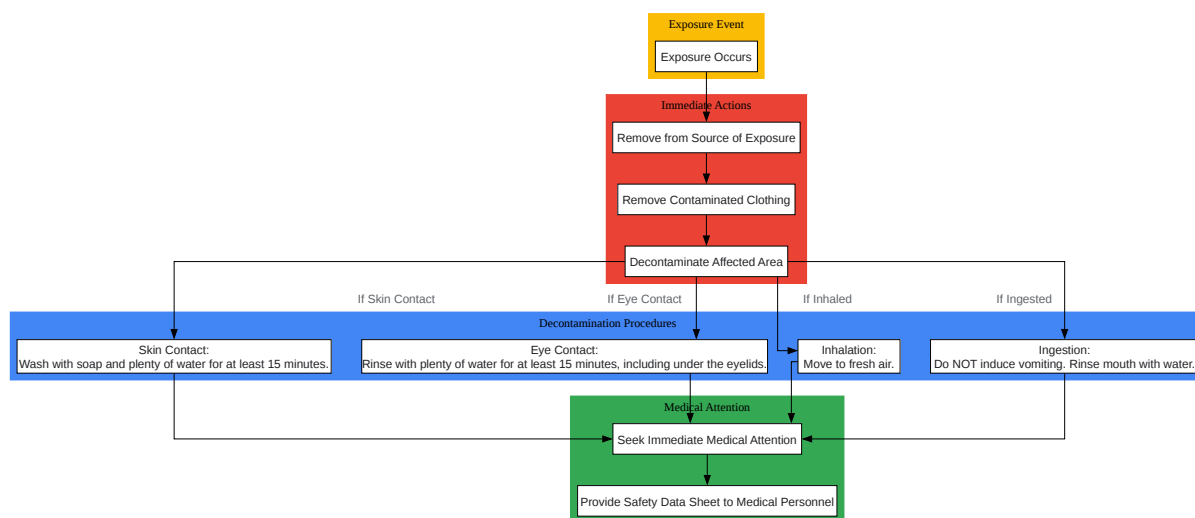 Exposure Event
Exposure Occurs
Immediate Actions
Remove from Source of Exposure
Remove Contaminated Clothing
Decontaminate Affected Area
If Skin Contact
If Eye Contact
If Inhaled
If Ingested
Decontamination Procedures
Skin Contact:
Wash with soap and plenty of water for at least 15 minutes.
Eye Contact:
Rinse with plenty of water for at least 15 minutes, including under the eyelids.
Inhalation:
Move to fresh air.
Ingestion:
Do NOT induce vomiting. Rinse mouth with water.
Medical Attention
Seek Immediate Medical Attention
Provide Safety Data Sheet to Medical Personnel